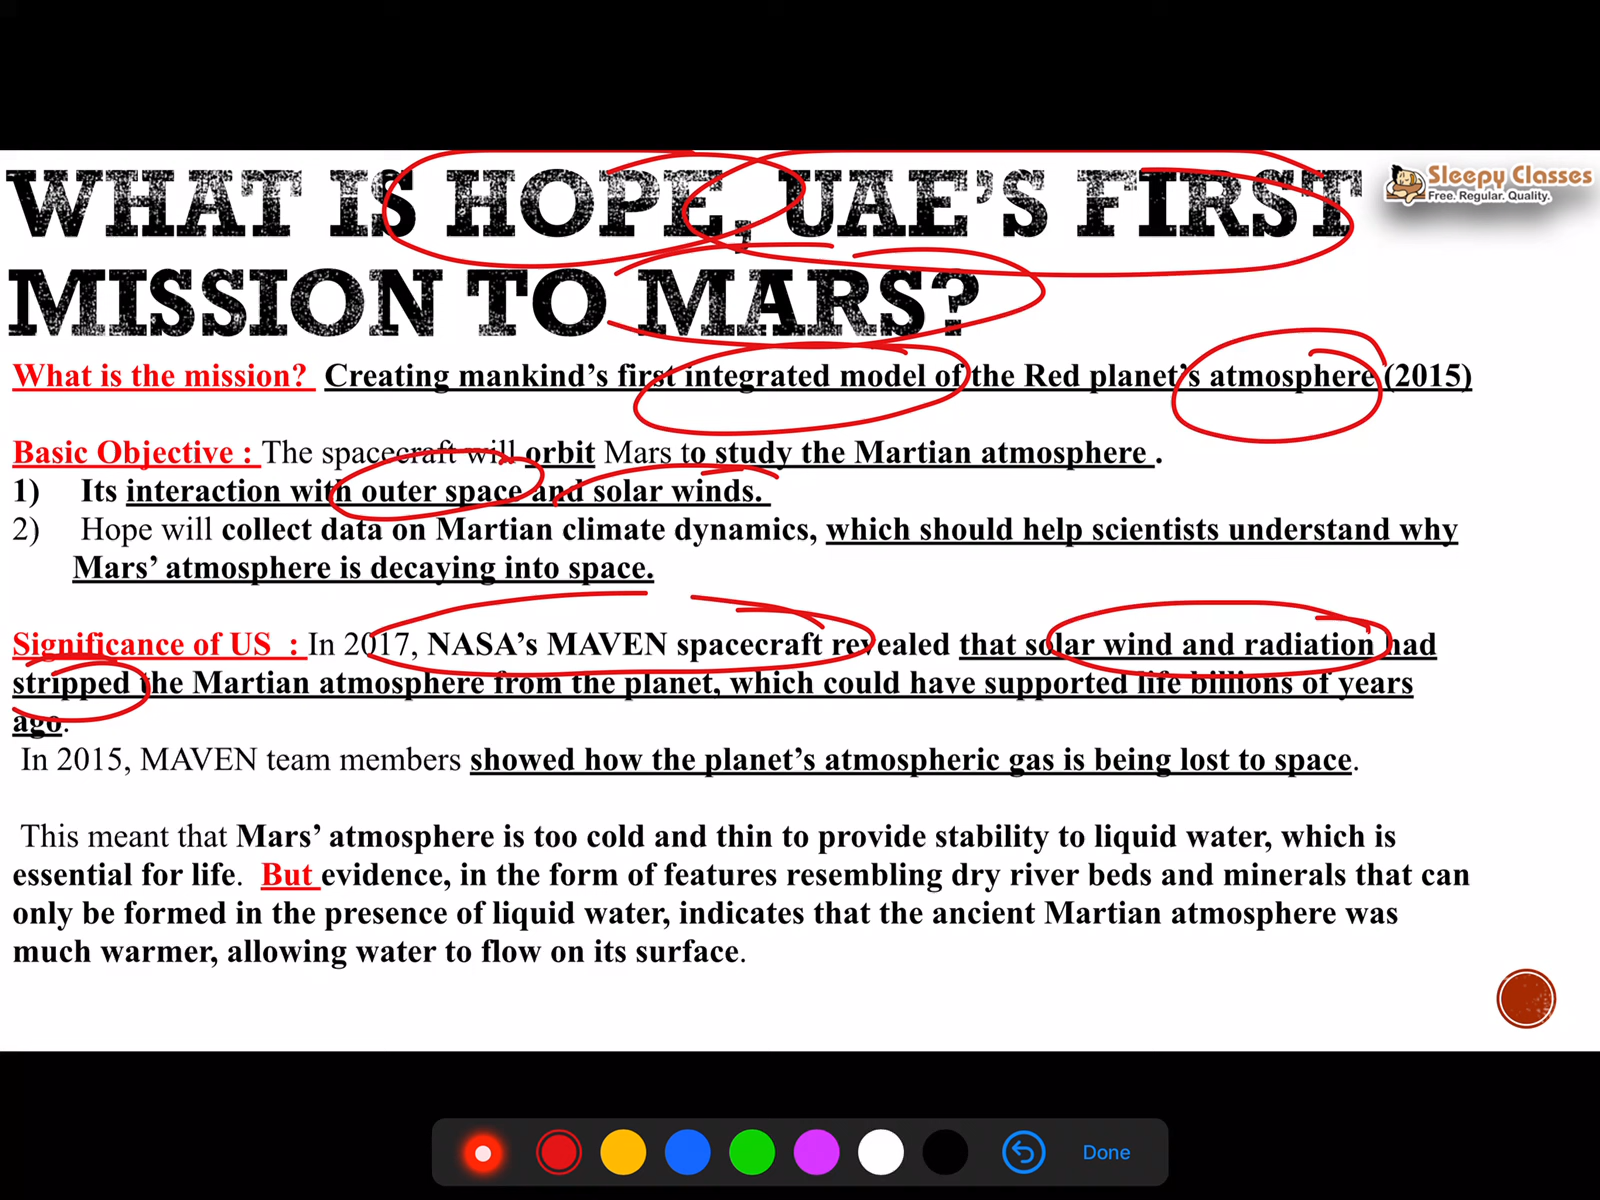 WHAT IS HOPE, UAE'S FIRST
MISSION TO MARS?
Sleepy Classes
Free. Regular. Quality.
What is the mission? Creating mankind's first integrated model of the Red planet's atmosphere (2015)
Basic Objective : The spacecraft will orbit Mars to study the Martian atmosphere .
1) Its interaction with outer space and solar winds.
2) Hope will collect data on Martian climate dynamics, which should help scientists understand why
Mars' atmosphere is decaying into space.
Significance of US : In 2017, NASA's MAVEN spacecraft revealed that solar wind and radiation had
stripped the Martian atmosphere from the planet, which could have supported life billions of years
ago.
In 2015, MAVEN team members showed how the planet's atmospheric gas is being lost to space.
This meant that Mars' atmosphere is too cold and thin to provide stability to liquid water, which is
essential for life. But evidence, in the form of features resembling dry river beds and minerals that can
only be formed in the presence of liquid water, indicates that the ancient Martian atmosphere was
much warmer, allowing water to flow on its surface.
Done